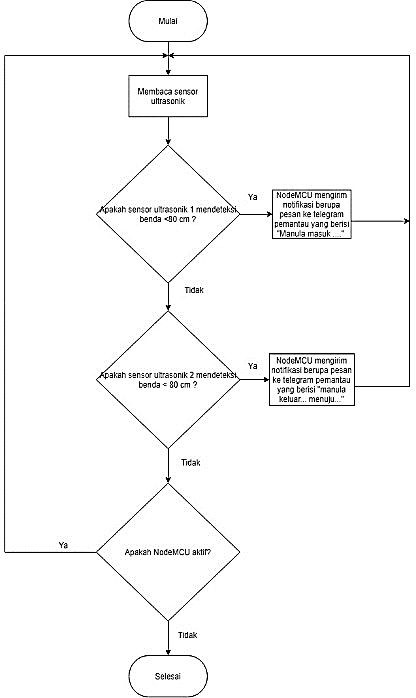 Mulai
Membaca sensor
ultrasonik
Apakah sensor ultrasonik 1 mendeteksi
benda <80 cm ?
Ya
NodeMCU mengirim
notifikasi berupa
pesan ke telegram
pemantau yang berisi
"Manula masuk ...."
Tidak
Apakah sensor ultrasonik 2 mendeteksi
benda < 80 cm ?
Ya
NodeMCU mengirim
notifikasi berupa pesan
ke telegram pemantau
yang berisi "manula
keluar... menuju..."
Tidak
Apakah NodeMCU aktif?
Ya
Tidak
Selesai